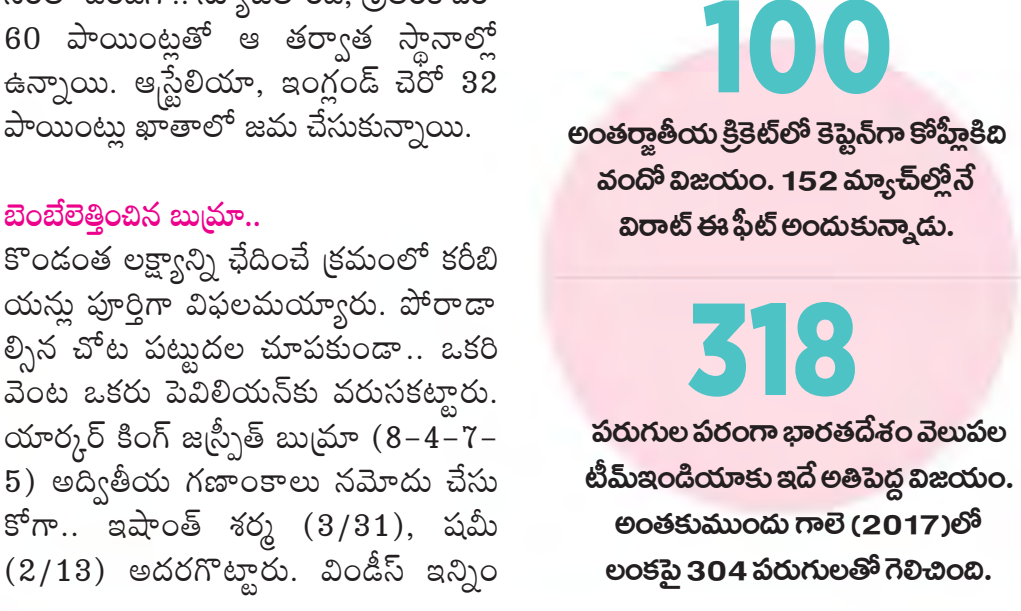 60 పాయింట్లతో ఆ తర్వాత స్థానాల్లో
ఉన్నాయి. ఆస్ట్రేలియా, ఇంగ్లండ్ చెరో 32
పాయింట్లు ఖాతాలో జమ చేసుకున్నాయి.
బెంబేలెత్తించిన బుమ్రా..
కొండంత లక్ష్యాన్ని ఛేదించే క్రమంలో కరీబి
యన్లు పూర్తిగా విఫలమయ్యారు. పోరాడా
ల్సిన చోట పట్టుదల చూపకుండా.. ఒకరి
వెంట ఒకరు పెవిలియన్‌కు వరుసకట్టారు.
యార్కర్ కింగ్ జస్ప్రీత్ బుమ్రా (8-4-7-
5) అద్వితీయ గణాంకాలు నమోదు చేసు
కోగా.. ఇషాంత్ శర్మ (3/31), షమీ
(2/13) అదరగొట్టారు. విండీస్ ఇన్నిం
100
అంతర్జాతీయ క్రికెట్‌లో కెప్టెన్‌గా కోహ్లీకిది
వందో విజయం. 152 మ్యాచ్‌ల్లోనే
విరాట్ ఈ ఫీట్ అందుకున్నాడు.
318
పరుగుల పరంగా భారతదేశం వెలుపల
టీమ్‌ఇండియాకు ఇదే అతిపెద్ద విజయం.
అంతకుముందు గాలె (2017)లో
లంకపై 304 పరుగులతో గెలిచింది.